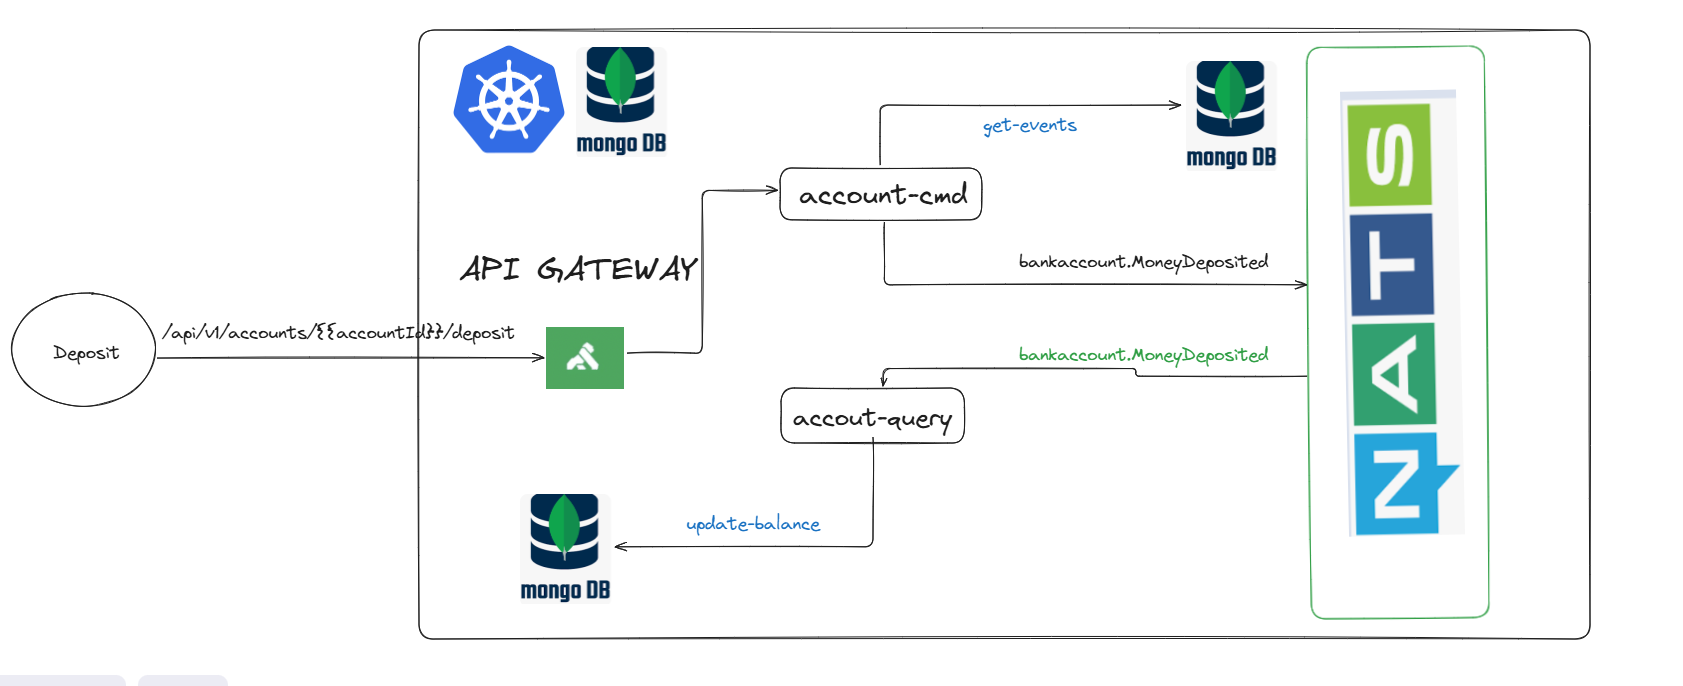 mongo DB
mongo DB
get-events
account-cmd
API GATEWAY
bankaccount.MoneyDeposited
/api/v1/accounts/{{accountId}}/deposit
Deposit
bankaccount.MoneyDeposited
accout-query
update-balance
mongo DB
NATS